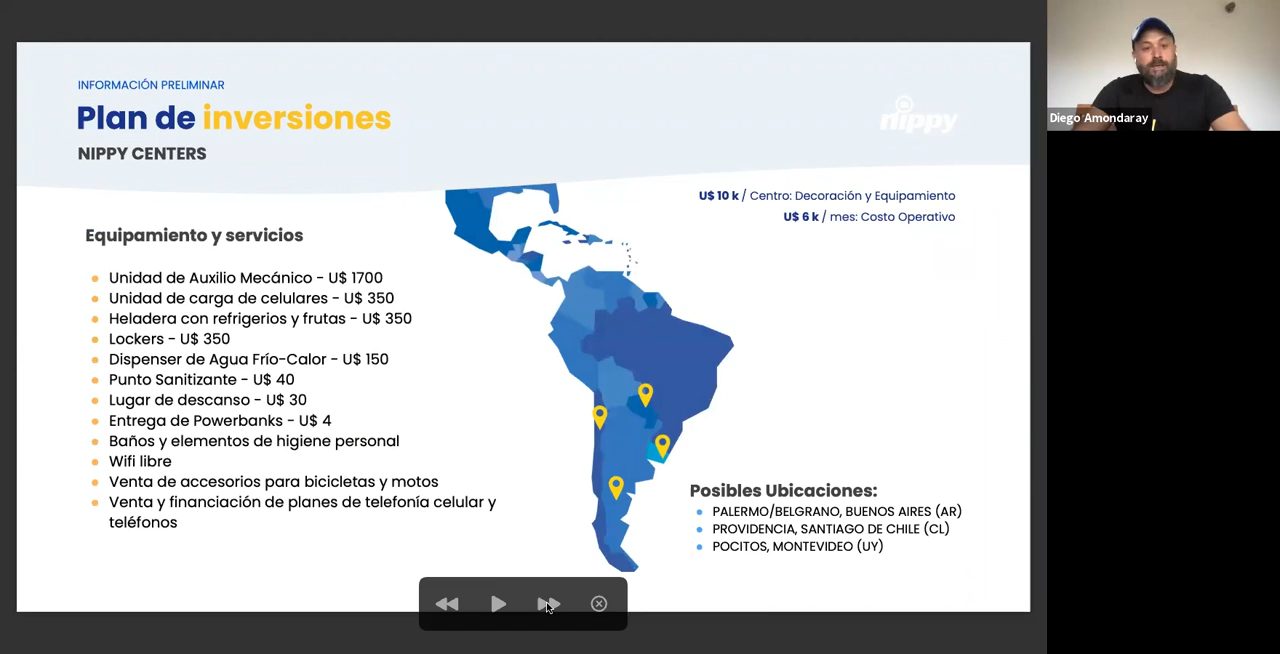 INFORMACIÓN PRELIMINAR
Plan de inversiones
NIPPY CENTERS
nippy
U$ 10 k / Centro: Decoración y Equipamiento
U$ 6 k / mes: Costo Operativo
Equipamiento y servicios
Unidad de Auxilio Mecánico - U$ 1700
Unidad de carga de celulares - U$ 350
Heladera con refrigerios y frutas - U$ 350
Lockers - U$ 350
Dispenser de Agua Frío-Calor - U$ 150
Punto Sanitizante - U$ 40
Lugar de descanso - U$ 30
Entrega de Powerbanks - U$ 4
Baños y elementos de higiene personal
Wifi libre
Venta de accesorios para bicicletas y motos
Venta y financiación de planes de telefonía celular y
teléfonos
Posibles Ubicaciones:
PALERMO/BELGRANO, BUENOS AIRES (AR)
PROVIDENCIA, SANTIAGO DE CHILE (CL)
POCITOS, MONTEVIDEO (UY)
Diego Amondaray